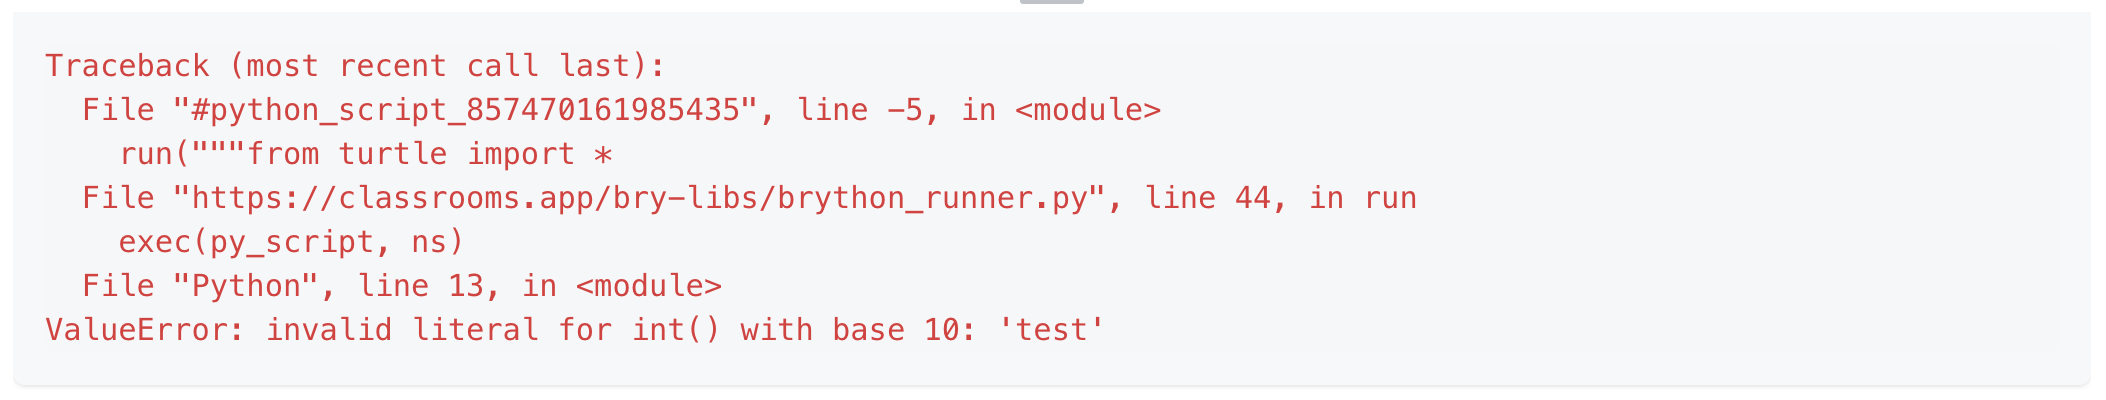 Traceback (most recent call last):
  File "#python_script_857470161985435", line -5, in <module>
    run("""from turtle import *
  File "https://classrooms.app/bry-libs/brython_runner.py", line 44, in run
    exec(py_script, ns)
  File "Python", line 13, in <module>
ValueError: invalid literal for int() with base 10: 'test'